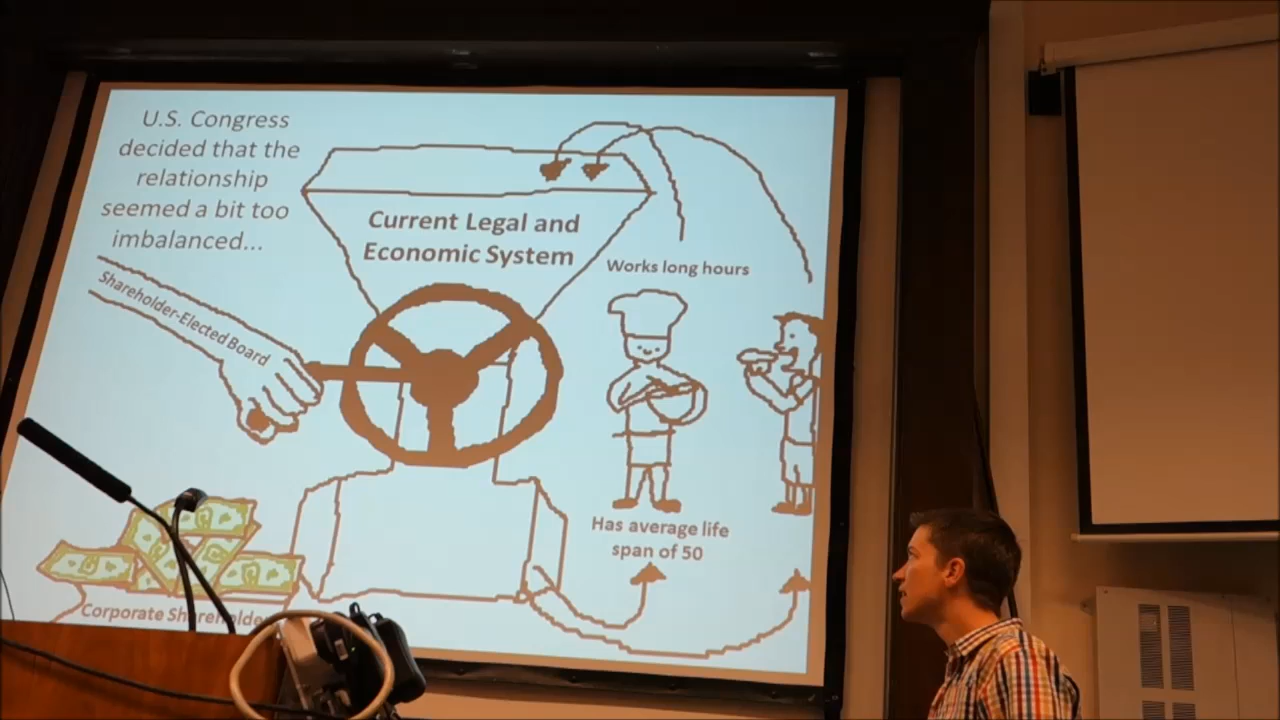 U.S. Congress
decided that the
relationship
seemed a bit too
imbalanced...
Current Legal and
Economic System
Works long hours
Shareholder-Elected Board
Has average life
span of 50
Corporate